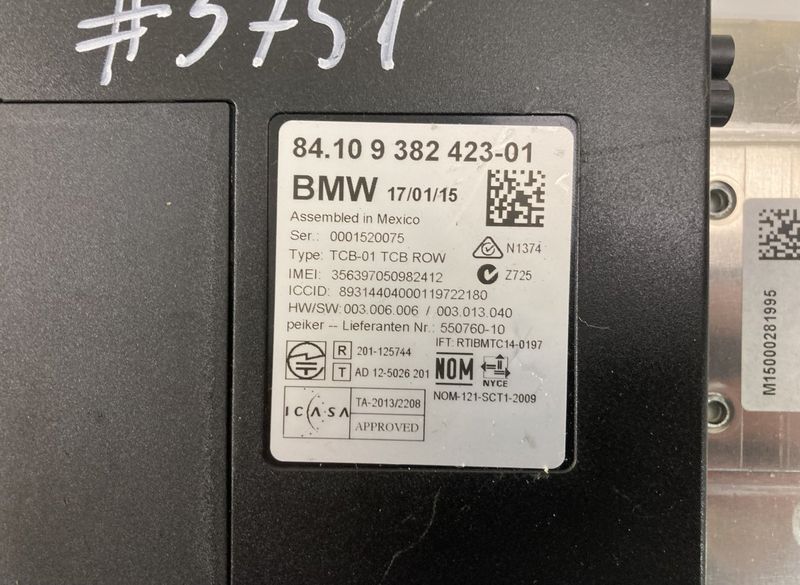 #5751
84.10 9 382 423-01
BMW 17/01/15
Assembled in Mexico
Ser.: 0001520075
N1374
Type: TCB-01 TCB ROW
Z725
IMEI: 356397050982412
ICCID: 89314404000119722180
HW/SW: 003.006.006 / 003.013.040
peiker -- Lieferanten Nr.: 550760-10
IFT: RTIBMTC14-0197
R 201-125744
T AD 12-5026 201
NOM
NYCE
NOM-121-SCT1-2009
ICASA
TA-2013/2208
APPROVED
M15000281995